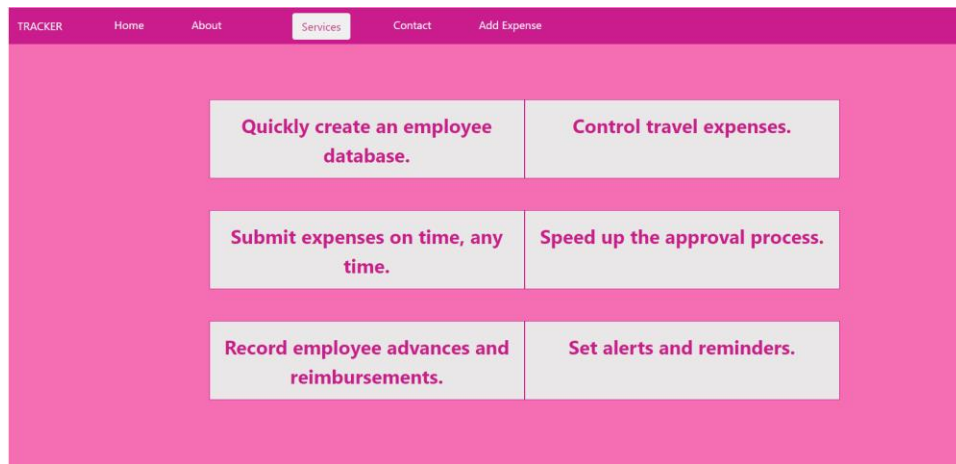 TRACKER Home About Services Contact Add Expense
Quickly create an employee
database.
Control travel expenses.
Submit expenses on time, any
time.
Speed up the approval process.
Record employee advances and
reimbursements.
Set alerts and reminders.